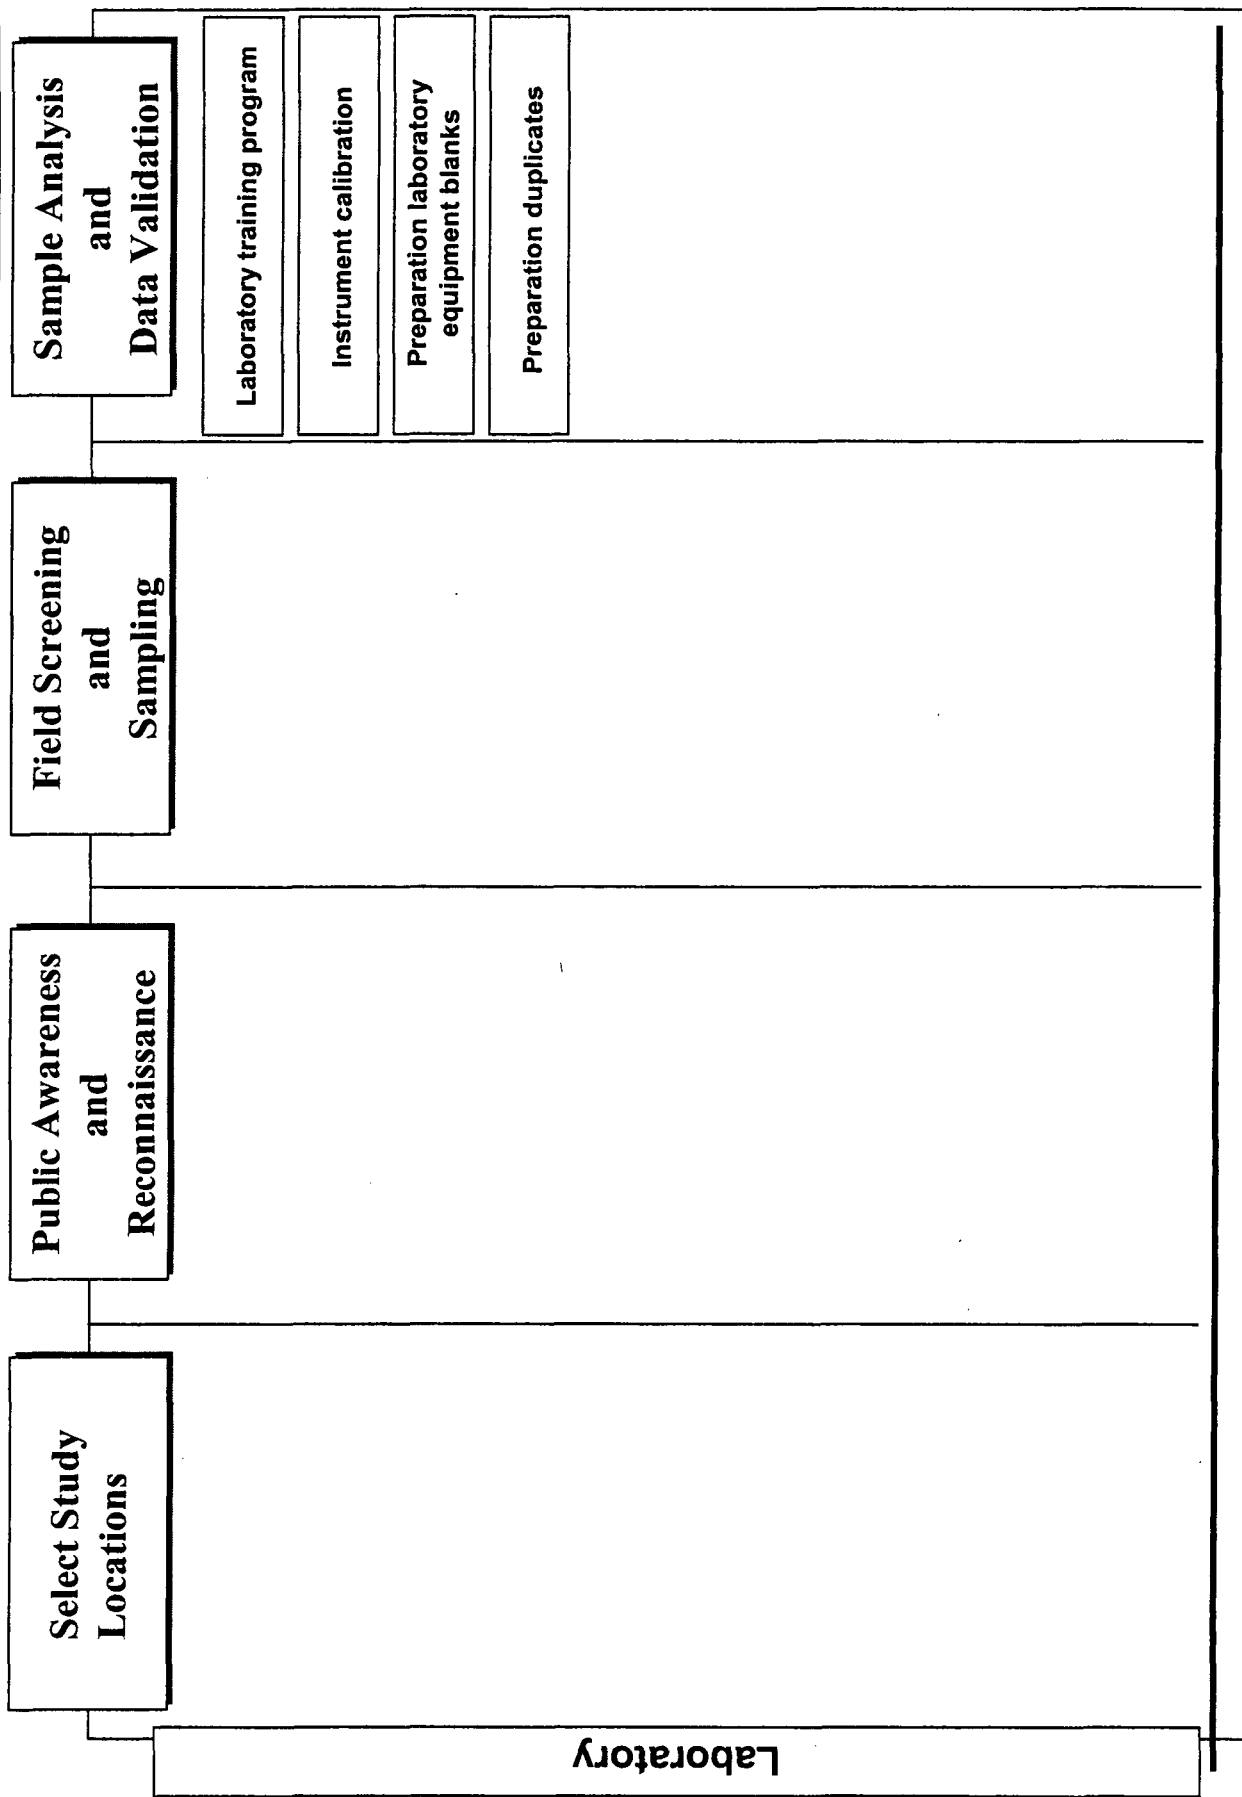 Select Study
Locations
Public Awareness
and
Reconnaissance
Field Screening
and
Sampling
Sample Analysis
and
Data Validation
Laboratory
Laboratory training program
Instrument calibration
Preparation laboratory
equipment blanks
Preparation duplicates